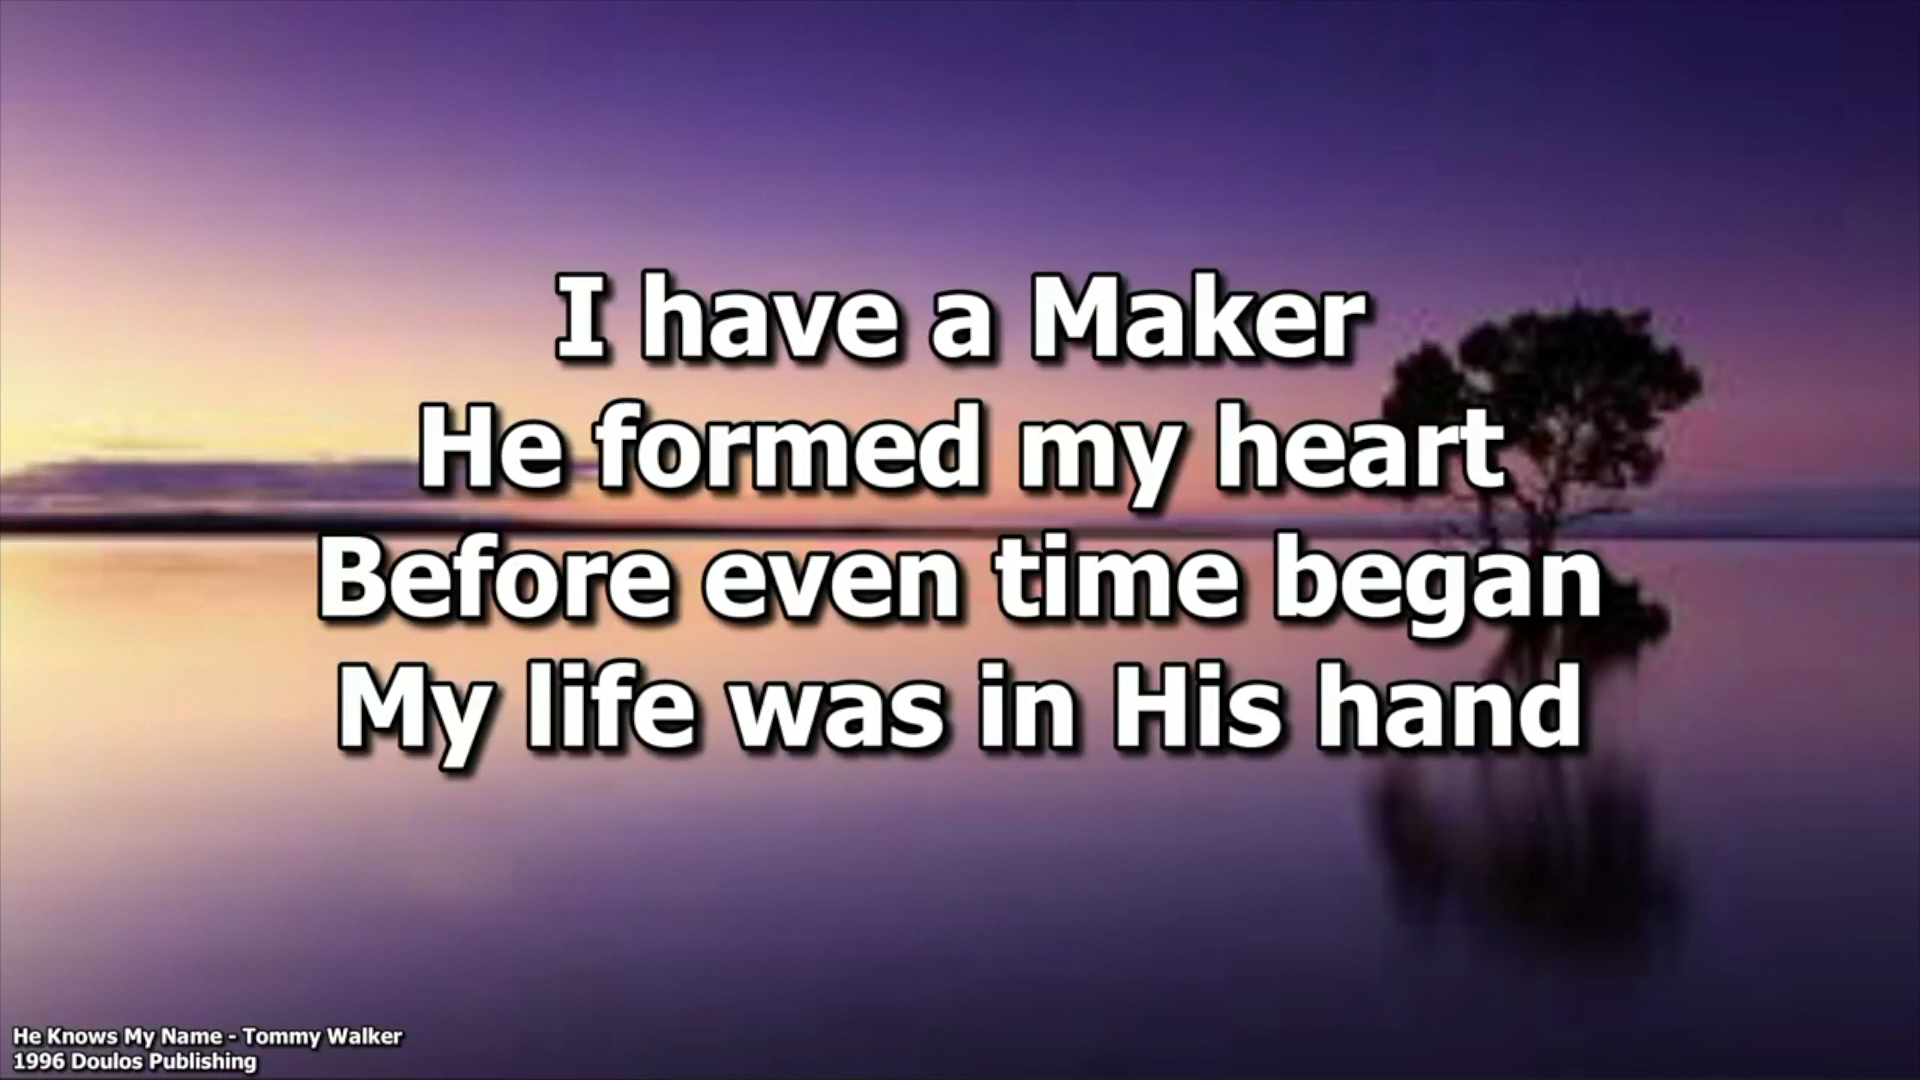 I have a Maker
He formed my heart
Before even time began
My life was in His hand
He Knows My Name - Tommy Walker
1996 Doulos Publishing